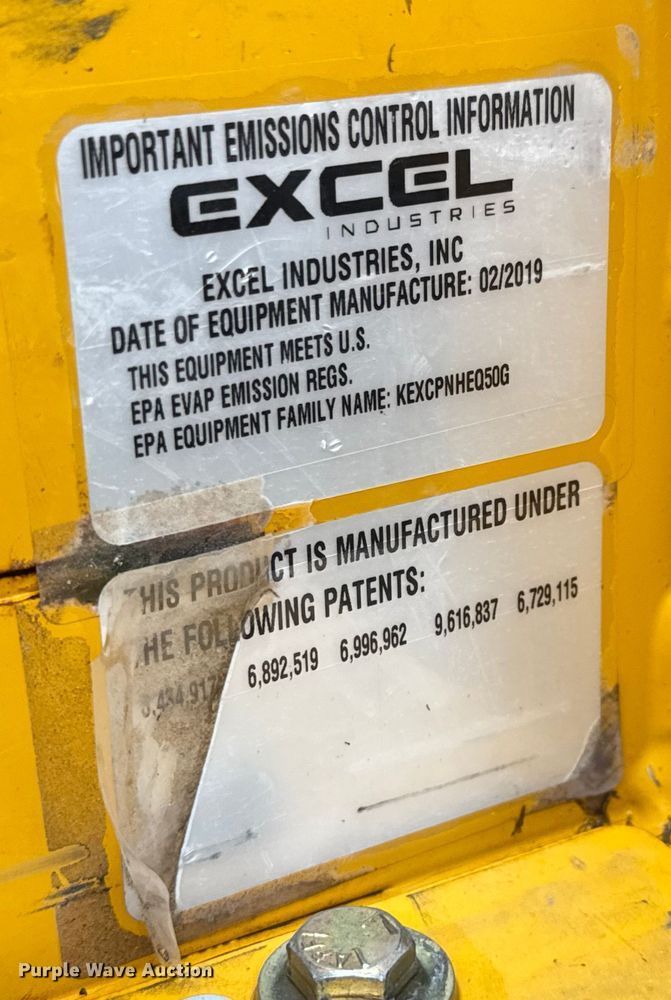 IMPORTANT EMISSIONS CONTROL INFORMATION
EXCEL
INDUSTRIES
EXCEL INDUSTRIES, INC
DATE OF EQUIPMENT MANUFACTURE: 02/2019
THIS EQUIPMENT MEETS U.S.
EPA EVAP EMISSION REGS.
EPA EQUIPMENT FAMILY NAME: KEXCPNHEQ50G
THIS PRODUCT IS MANUFACTURED UNDER
THE FOLLOWING PATENTS:
6,892,519 6,996,962 9,616,837 6,729,115
Purple Wave Auction